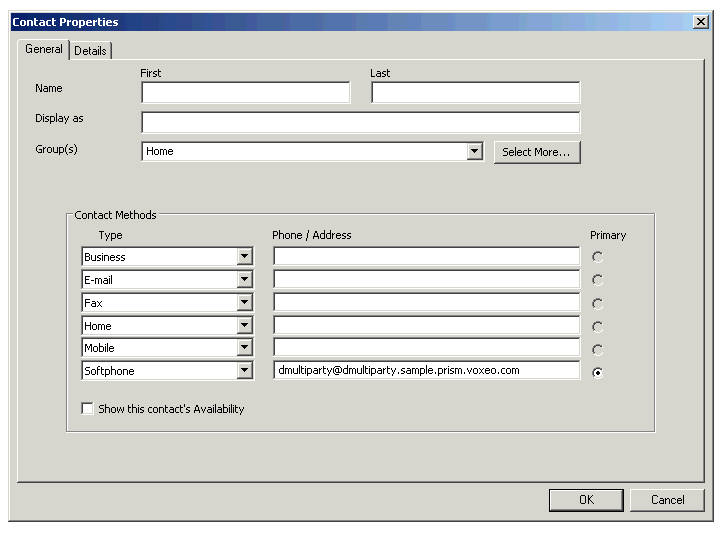 Contact Properties
General Details
First Last
Name
Display as
Group(s) Home Select More...
Contact Methods
Type Phone / Address Primary
Business
E-mail
Fax
Home
Mobile
Softphone dmultiparty@dmultiparty.sample.prism.voxeo.com
Show this contact's Availability
OK Cancel